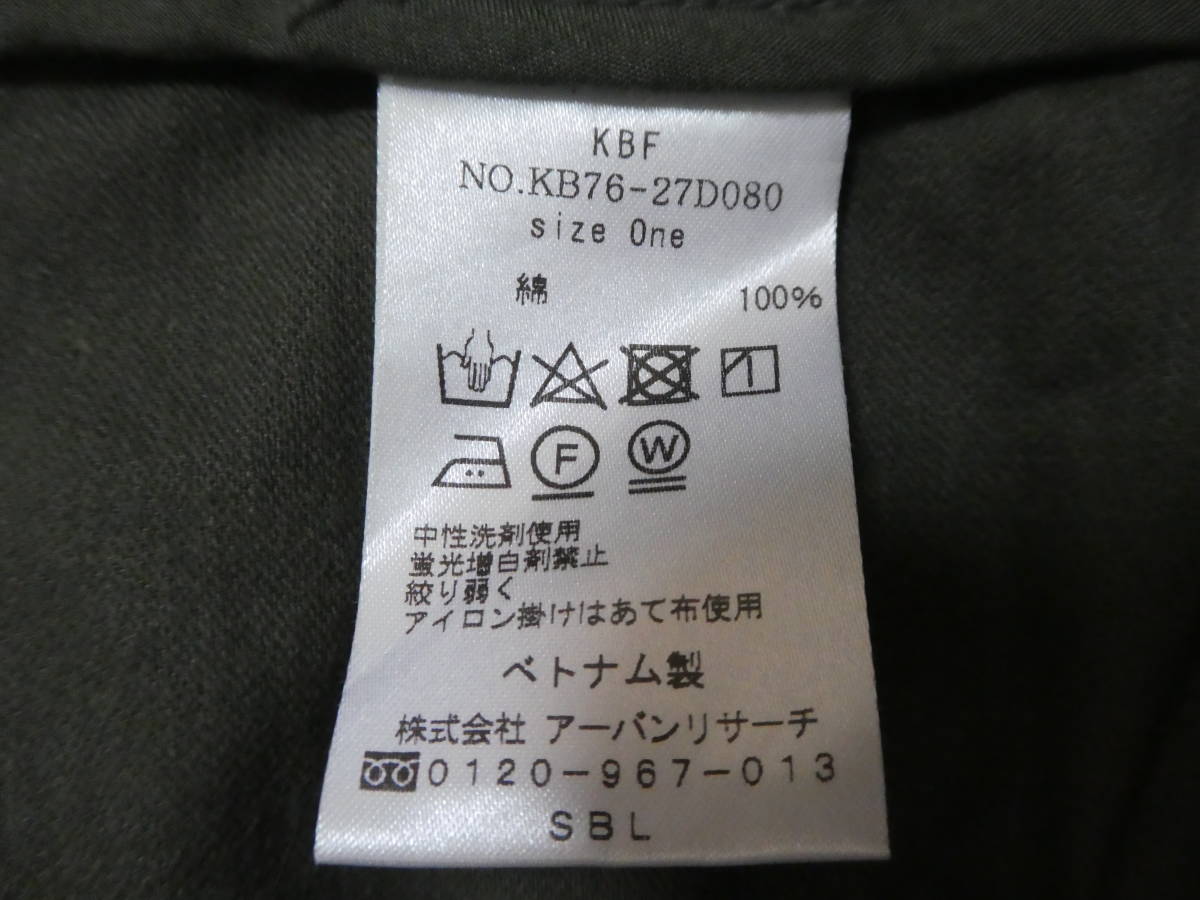 KBF
NO.KB76-27D080
size One
綿 100%
F W
中性洗剤使用
蛍光増白剤禁止
絞り弱く
アイロン掛けはあて布使用
ベトナム製
株式会社 アーバンリサーチ
0120-967-013
SBL